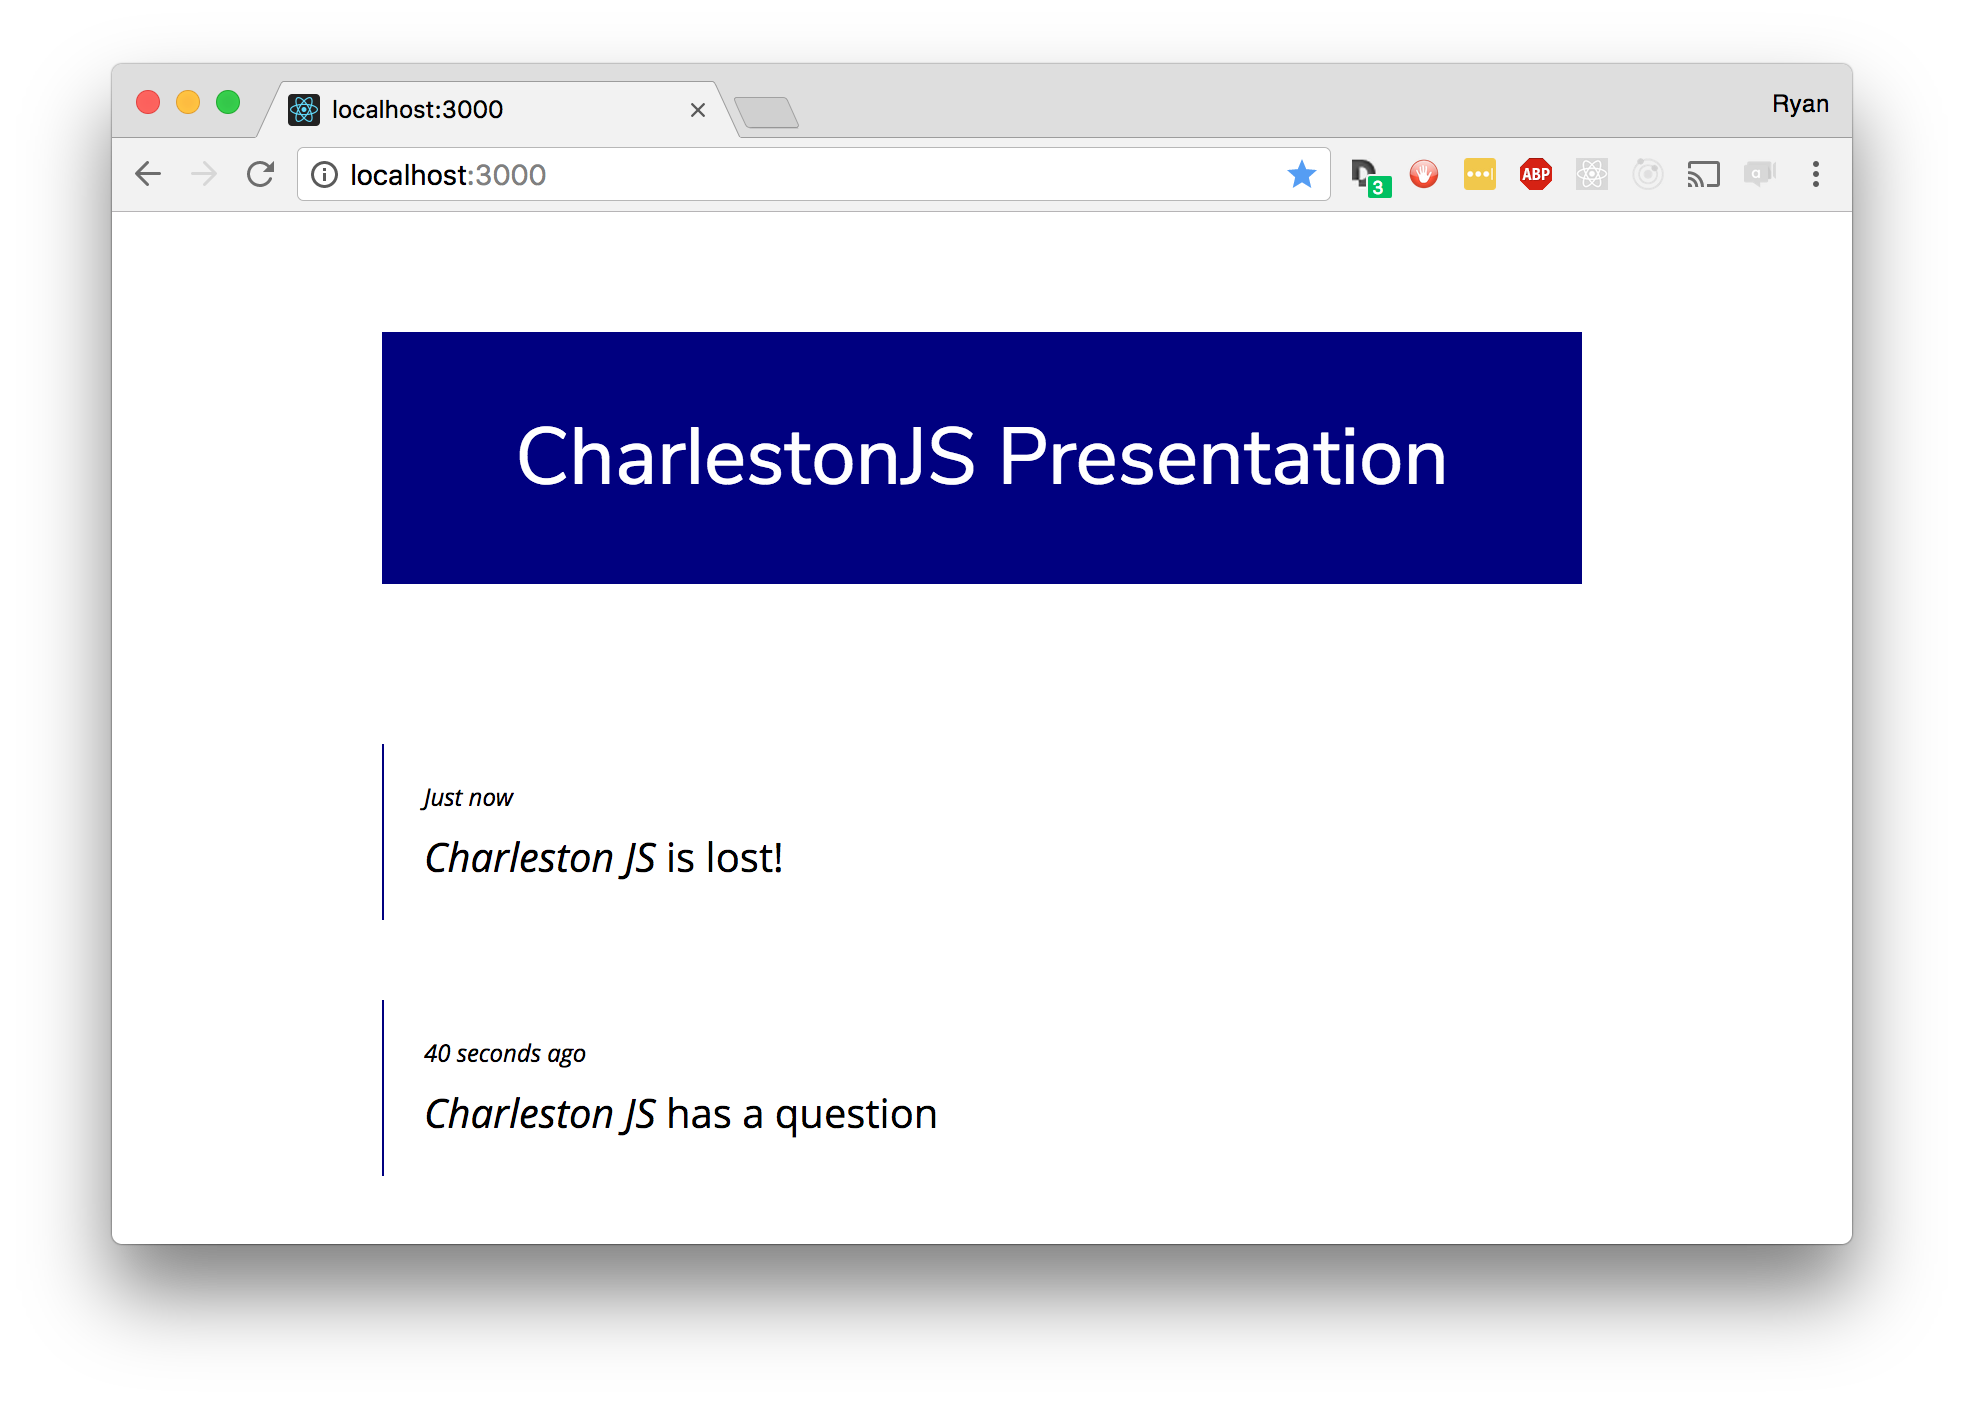 localhost:3000
Ryan
localhost:3000
3
ABP
a
CharlestonJS Presentation
Just now
Charleston JS is lost!
40 seconds ago
Charleston JS has a question